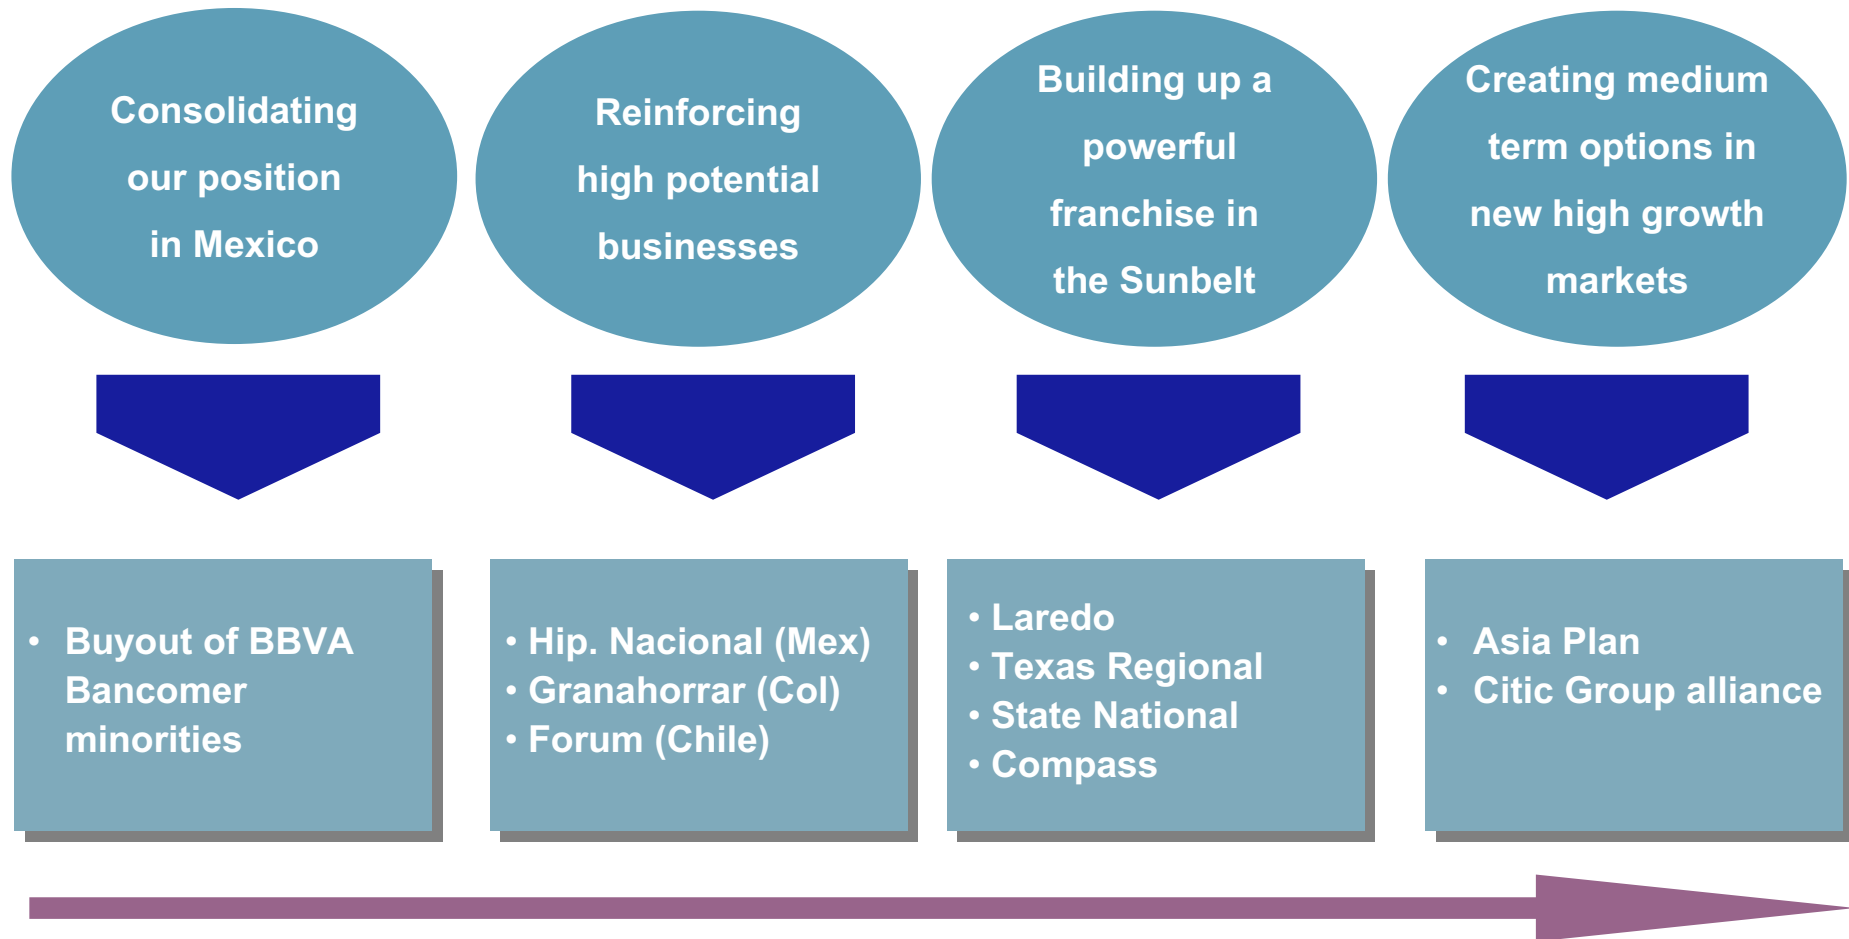 Consolidating
our position
in Mexico
Reinforcing
high potential
businesses
Building up a
powerful
franchise in
the Sunbelt
Creating medium
term options in
new high growth
markets
• Buyout of BBVA
Bancomer
minorities
• Hip. Nacional (Mex)
• Granahorrar (Col)
• Forum (Chile)
• Laredo
• Texas Regional
• State National
• Compass
• Asia Plan
• Citic Group alliance